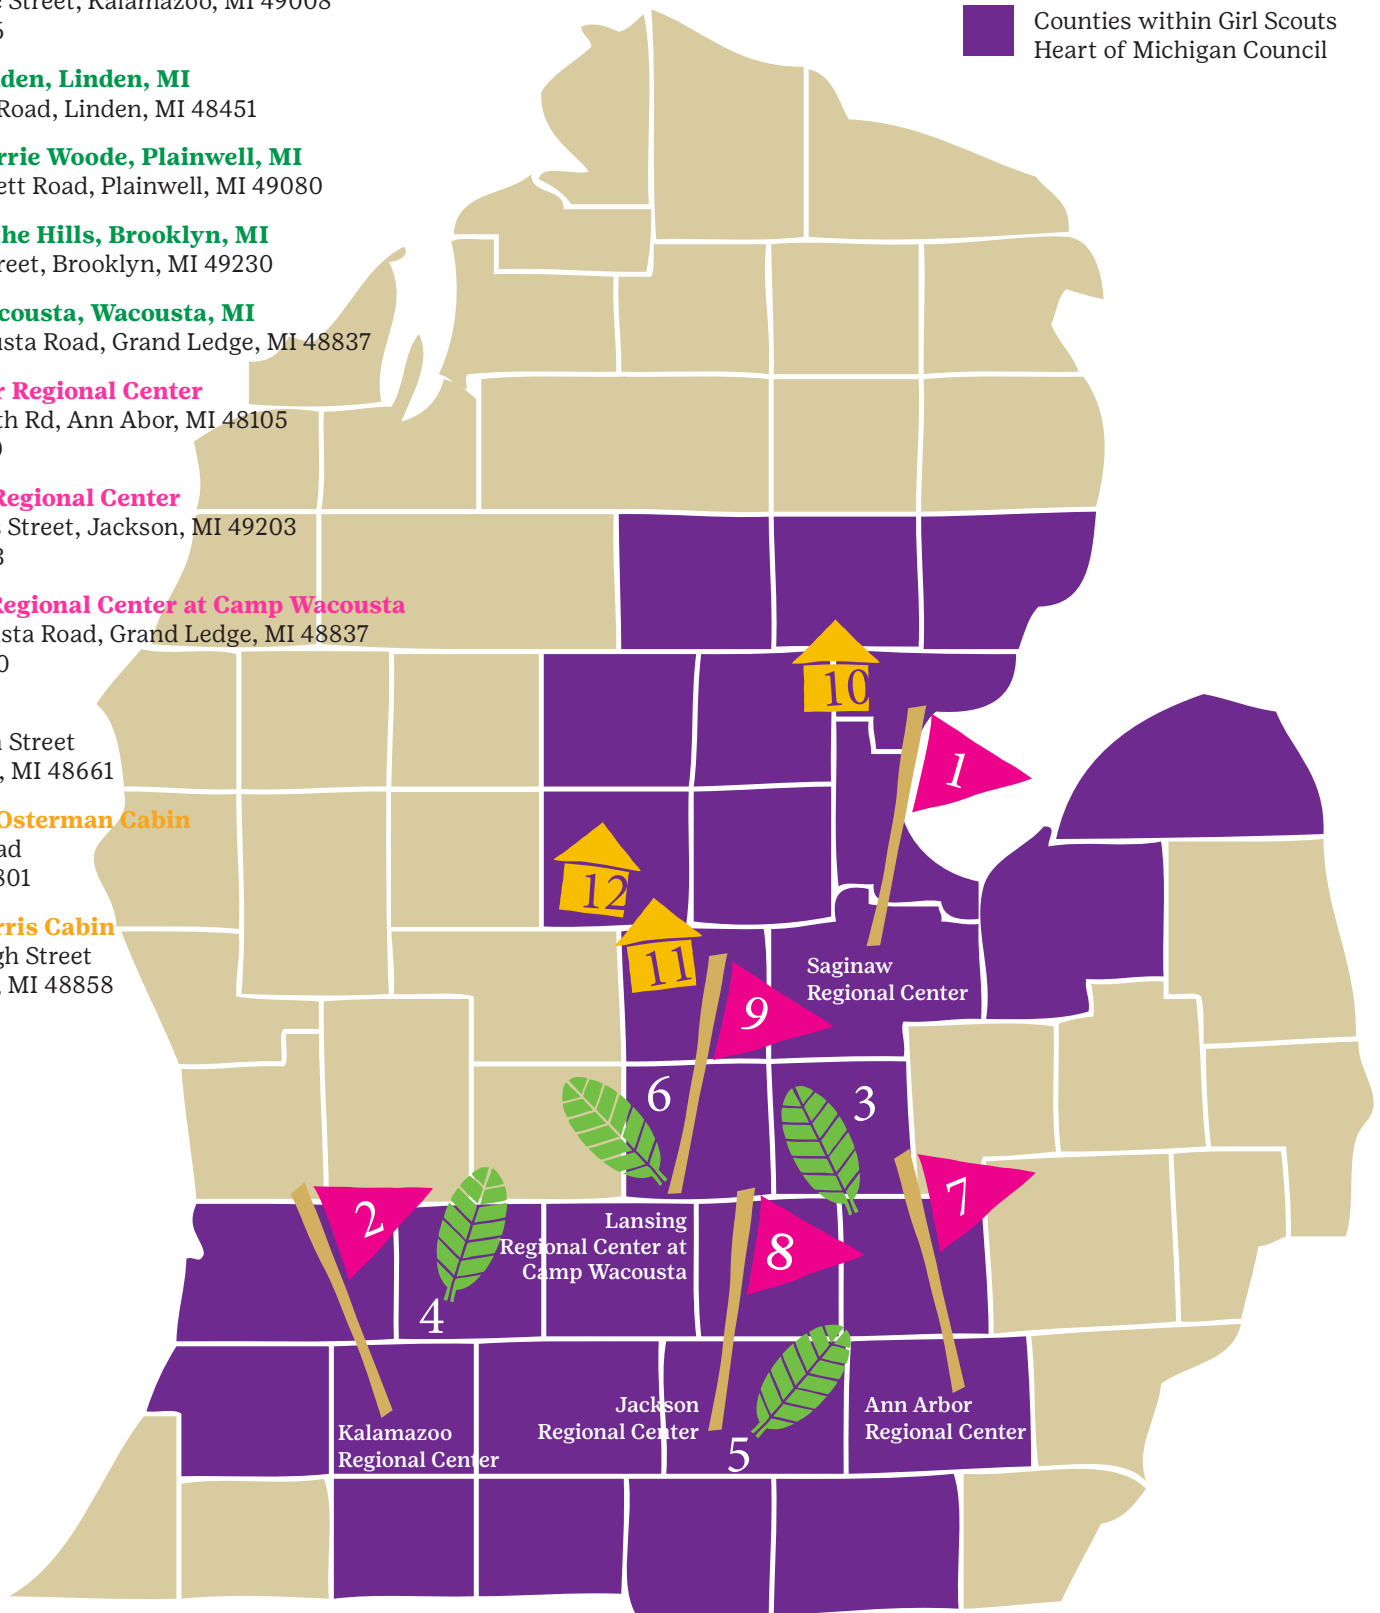 Street, Kalamazoo, MI 49008
den, Linden, MI
Road, Linden, MI 48451
rrie Woode, Plainwell, MI
ett Road, Plainwell, MI 49080
the Hills, Brooklyn, MI
reet, Brooklyn, MI 49230
cousta, Wacousta, MI
usta Road, Grand Ledge, MI 48837
r Regional Center
th Rd, Ann Abor, MI 48105
Regional Center
s Street, Jackson, MI 49203
3
Regional Center at Camp Wacousta
sta Road, Grand Ledge, MI 48837
0
n Street
, MI 48661
Osterman Cabin
ad
801
rris Cabin
gh Street
, MI 48858
Counties within Girl Scouts
Heart of Michigan Council
10
1
12
11
Saginaw
Regional Center
9
6
3
2
7
Lansing
Regional Center at
Camp Wacousta
8
4
Jackson
Regional Center
5
Ann Arbor
Regional Center
Kalamazoo
Regional Center